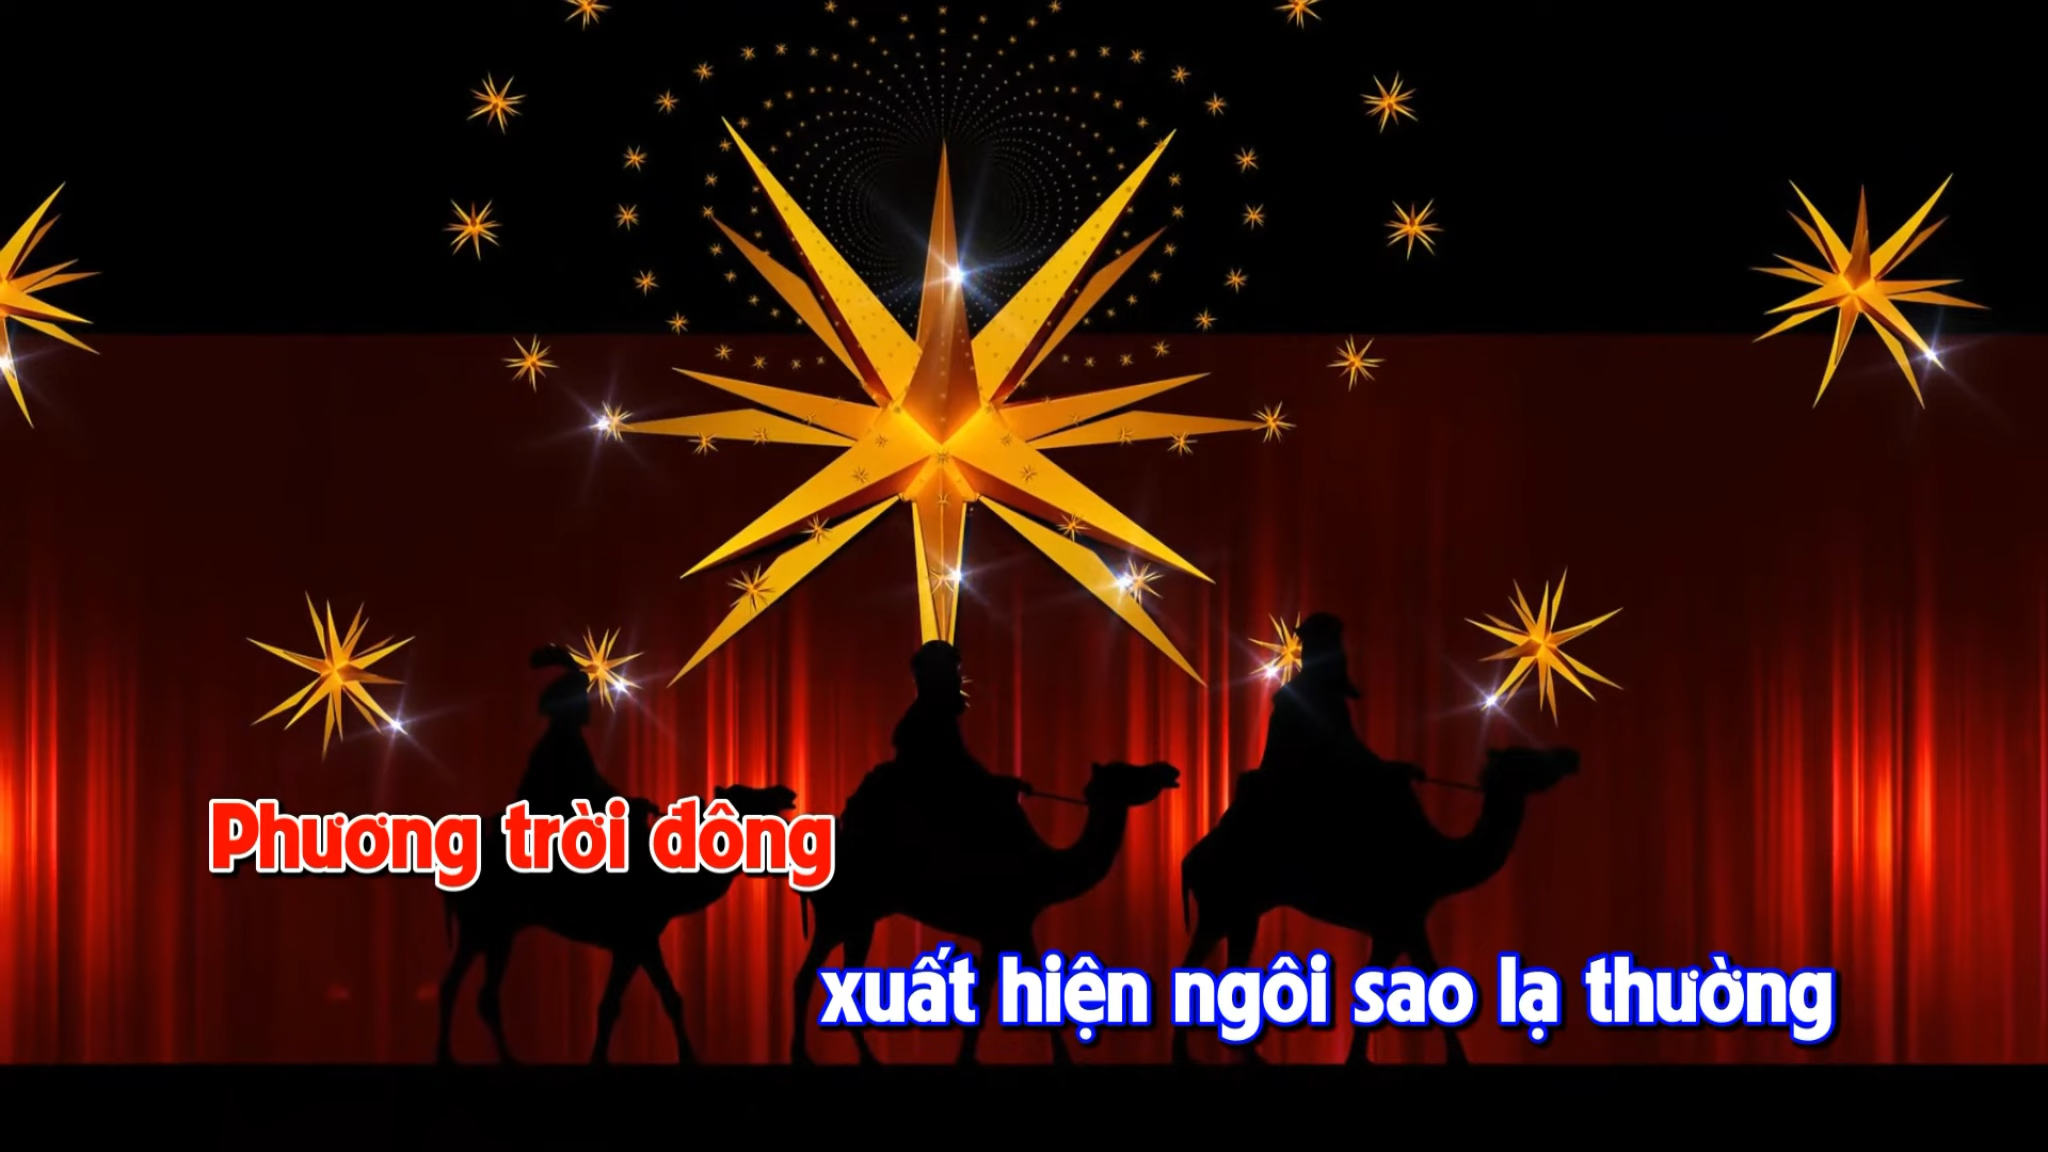 Phương trời đông
xuất hiện ngôi sao lạ thường